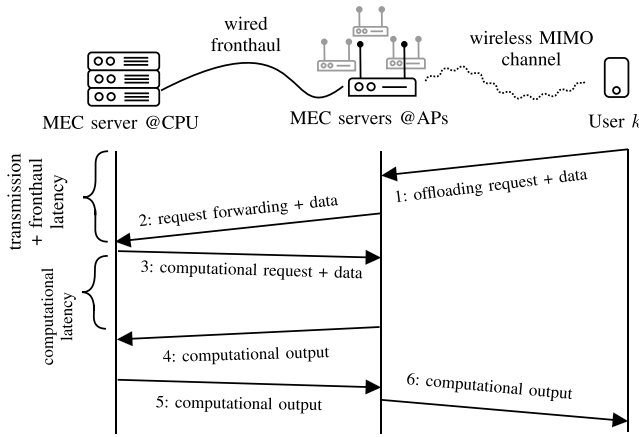 wired
fronthaul
wireless MIMO
channel
MEC server @CPU
MEC servers @APs
User k
transmission
+ fronthaul
latency
1: offloading request + data
2: request forwarding + data
3: computational request + data
computational
latency
4: computational output
5: computational output
6: computational output